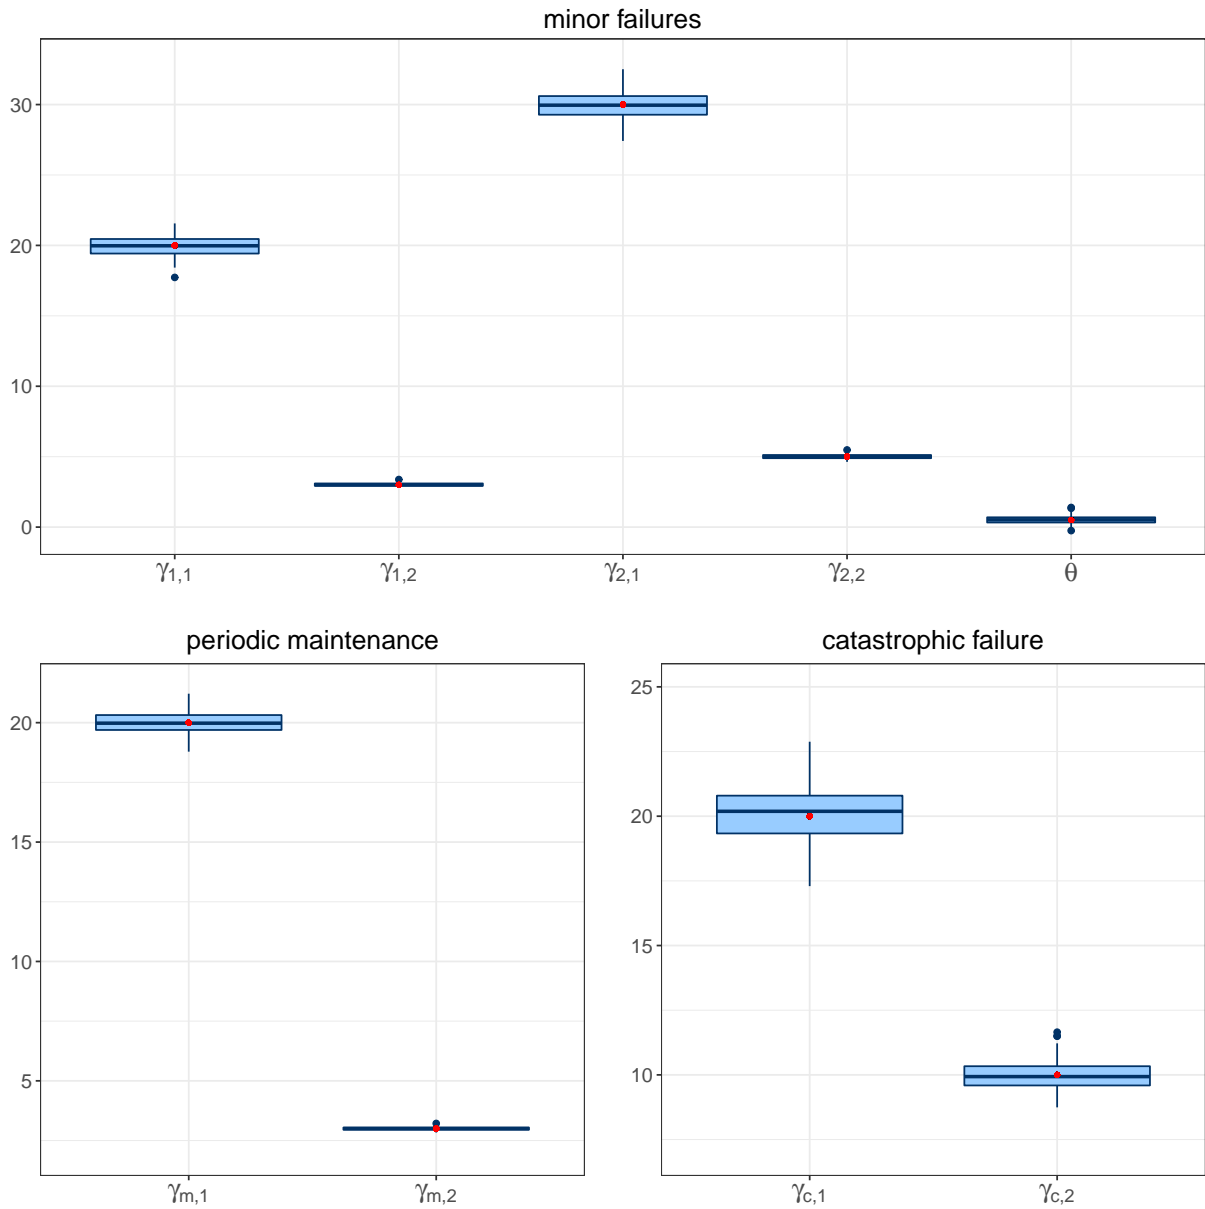 minor failures
30
20
10
0
γ1,1 γ1,2 γ2,1 γ2,2 θ
periodic maintenance
20
15
10
5
γm,1 γm,2
catastrophic failure
25
20
15
10
γc,1 γc,2